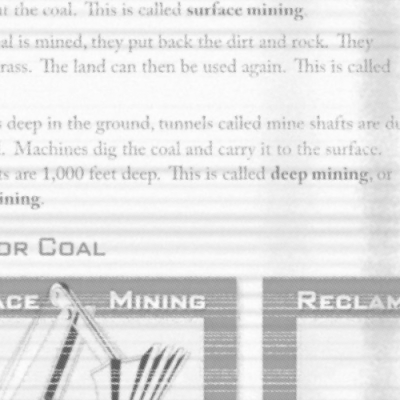 the coal. This is called surface mining.
al is mined, they put back the dirt and rock. They
rass. The land can then be used again. This is called
deep in the ground, tunnels called mine shafts are du
. Machines dig the coal and carry it to the surface.
ts are 1,000 feet deep. This is called deep mining, or
ining.
OR COAL
ACE MINING
RECLAM